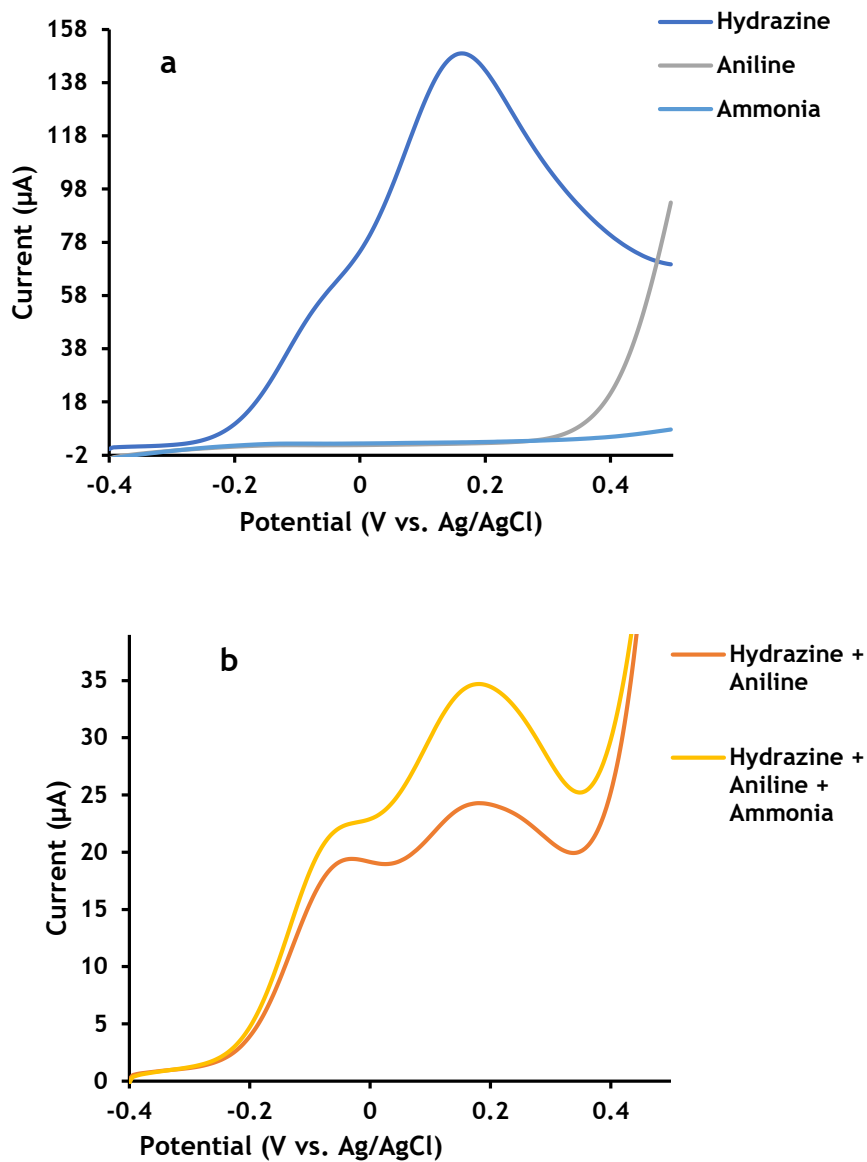 a
Hydrazine
Aniline
Ammonia
158
138
118
98
78
58
38
18
-2
Current (µA)
-0.4 -0.2 0 0.2 0.4
Potential (V vs. Ag/AgCl)
b
Hydrazine +
Aniline
Hydrazine +
Aniline +
Ammonia
35
30
25
20
15
10
5
0
Current (µA)
-0.4 -0.2 0 0.2 0.4
Potential (V vs. Ag/AgCl)